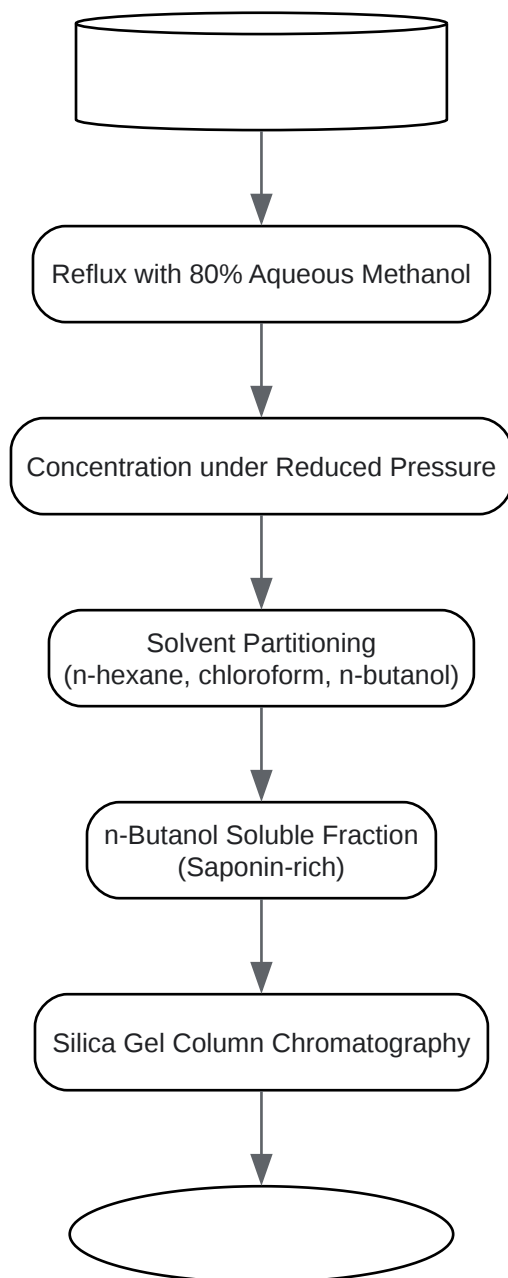 Reflux with 80% Aqueous Methanol
Concentration under Reduced Pressure
Solvent Partitioning
(n-hexane, chloroform, n-butanol)
n-Butanol Soluble Fraction
(Saponin-rich)
Silica Gel Column Chromatography